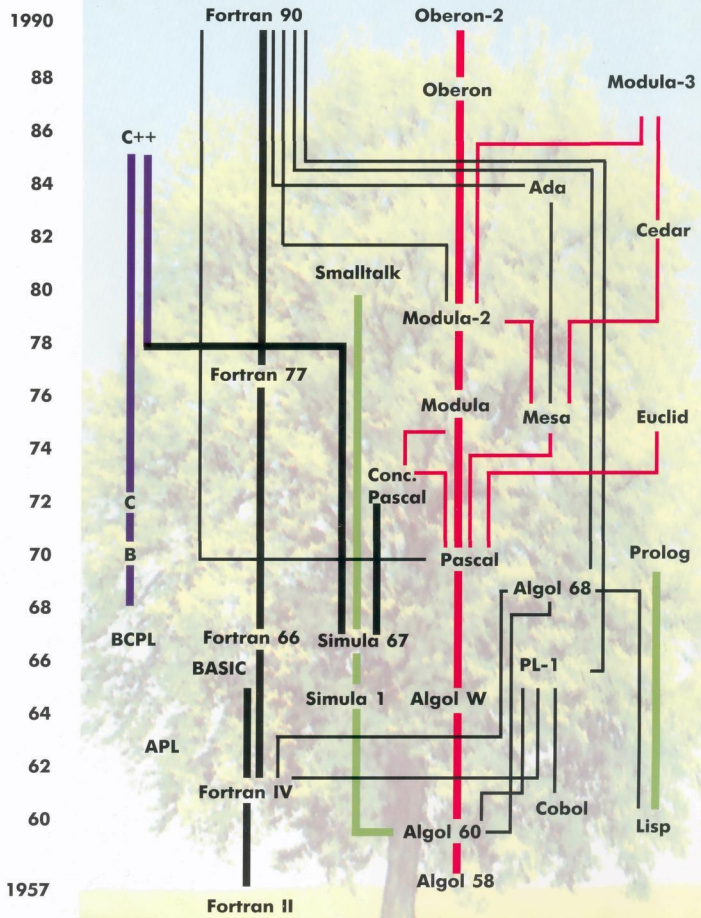 1990
Fortran 90
Oberon-2
88
Oberon
Modula-3
86
C++
84
Ada
82
Cedar
Smalltalk
80
Modula-2
78
Fortran 77
76
Modula
Mesa
Euclid
74
Conc.
Pascal
72
C
70
B
Pascal
Prolog
Algol 68
68
BCPL
Fortran 66
Simula 67
66
BASIC
PL-1
Simula 1
Algol W
64
APL
62
Fortran IV
Cobol
60
Algol 60
Lisp
1957
Algol 58
Fortran II